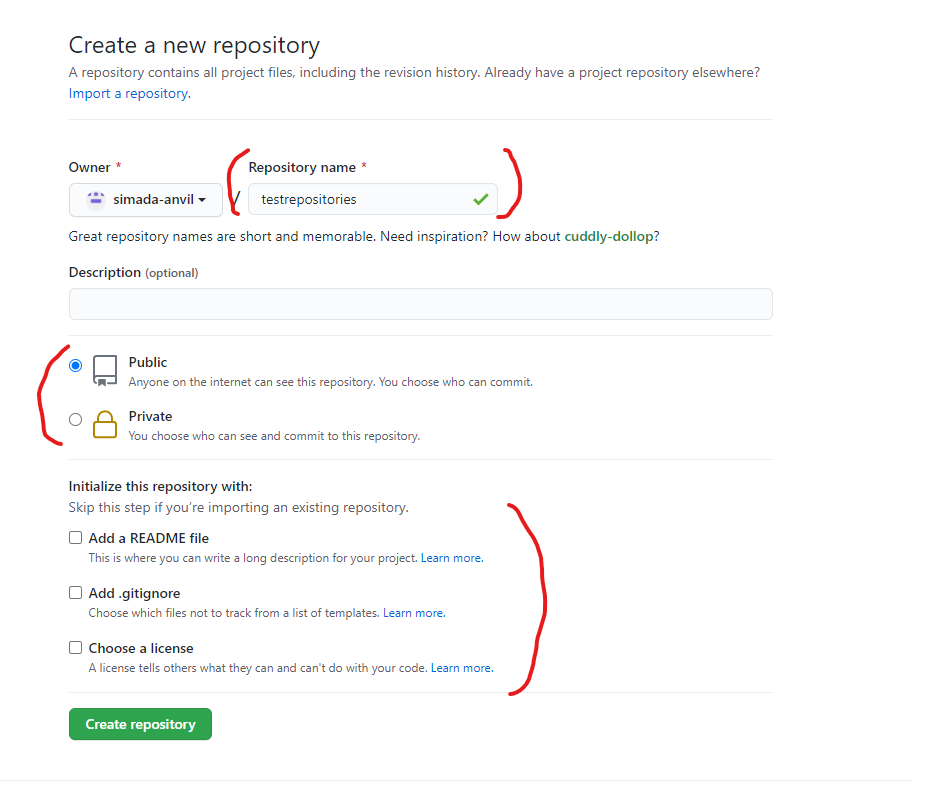 Create a new repository
A repository contains all project files, including the revision history. Already have a project repository elsewhere?
Import a repository.
Owner * Repository name *
simada-anvil / testrepositories
Great repository names are short and memorable. Need inspiration? How about cuddly-dollop?
Description (optional)
Public
Anyone on the internet can see this repository. You choose who can commit.
Private
You choose who can see and commit to this repository.
Initialize this repository with:
Skip this step if you're importing an existing repository.
Add a README file
This is where you can write a long description for your project. Learn more.
Add .gitignore
Choose which files not to track from a list of templates. Learn more.
Choose a license
A license tells others what they can and can't do with your code. Learn more.
Create repository